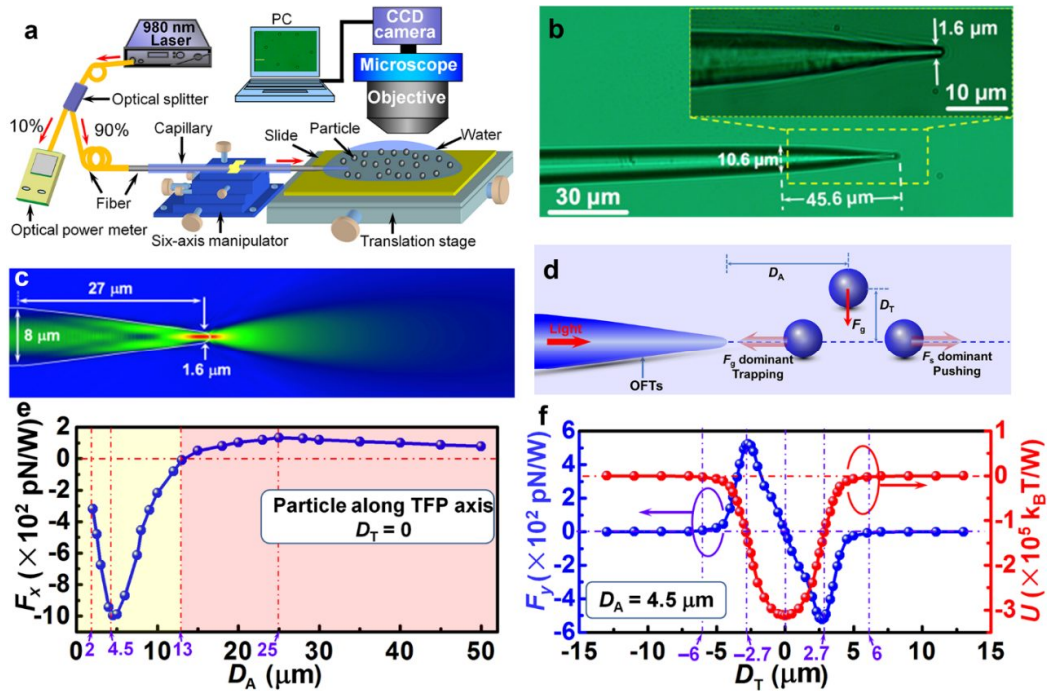 a
980 nm
Laser
Optical splitter
10%
90%
Fiber
Optical power meter
Capillary
Six-axis manipulator
PC
CCD
camera
Microscope
Objective
Slide
Particle
Water
Translation stage
b
1.6 μm
10 μm
10.6 μm
45.6 μm
30 μm
c
27 μm
8 μm
1.6 μm
d
D_A
D_T
F_g
Light
OFTs
F_g dominant
Trapping
F_s dominant
Pushing
e
F_x (×10² pN/W)
2
0
-2
-4
-6
-8
-10
Particle along TFP axis
D_T = 0
0 10 20 30 40 50
2 4.5 13 25
D_A (μm)
f
F_y (×10² pN/W)
6
4
2
0
-2
-4
-6
1
0
-1
-2
-3
U (×10⁵ k_BT/W)
D_A = 4.5 μm
-15 -10 -5 0 5 10 15
–6 –2.7 2.7 6
D_T (μm)